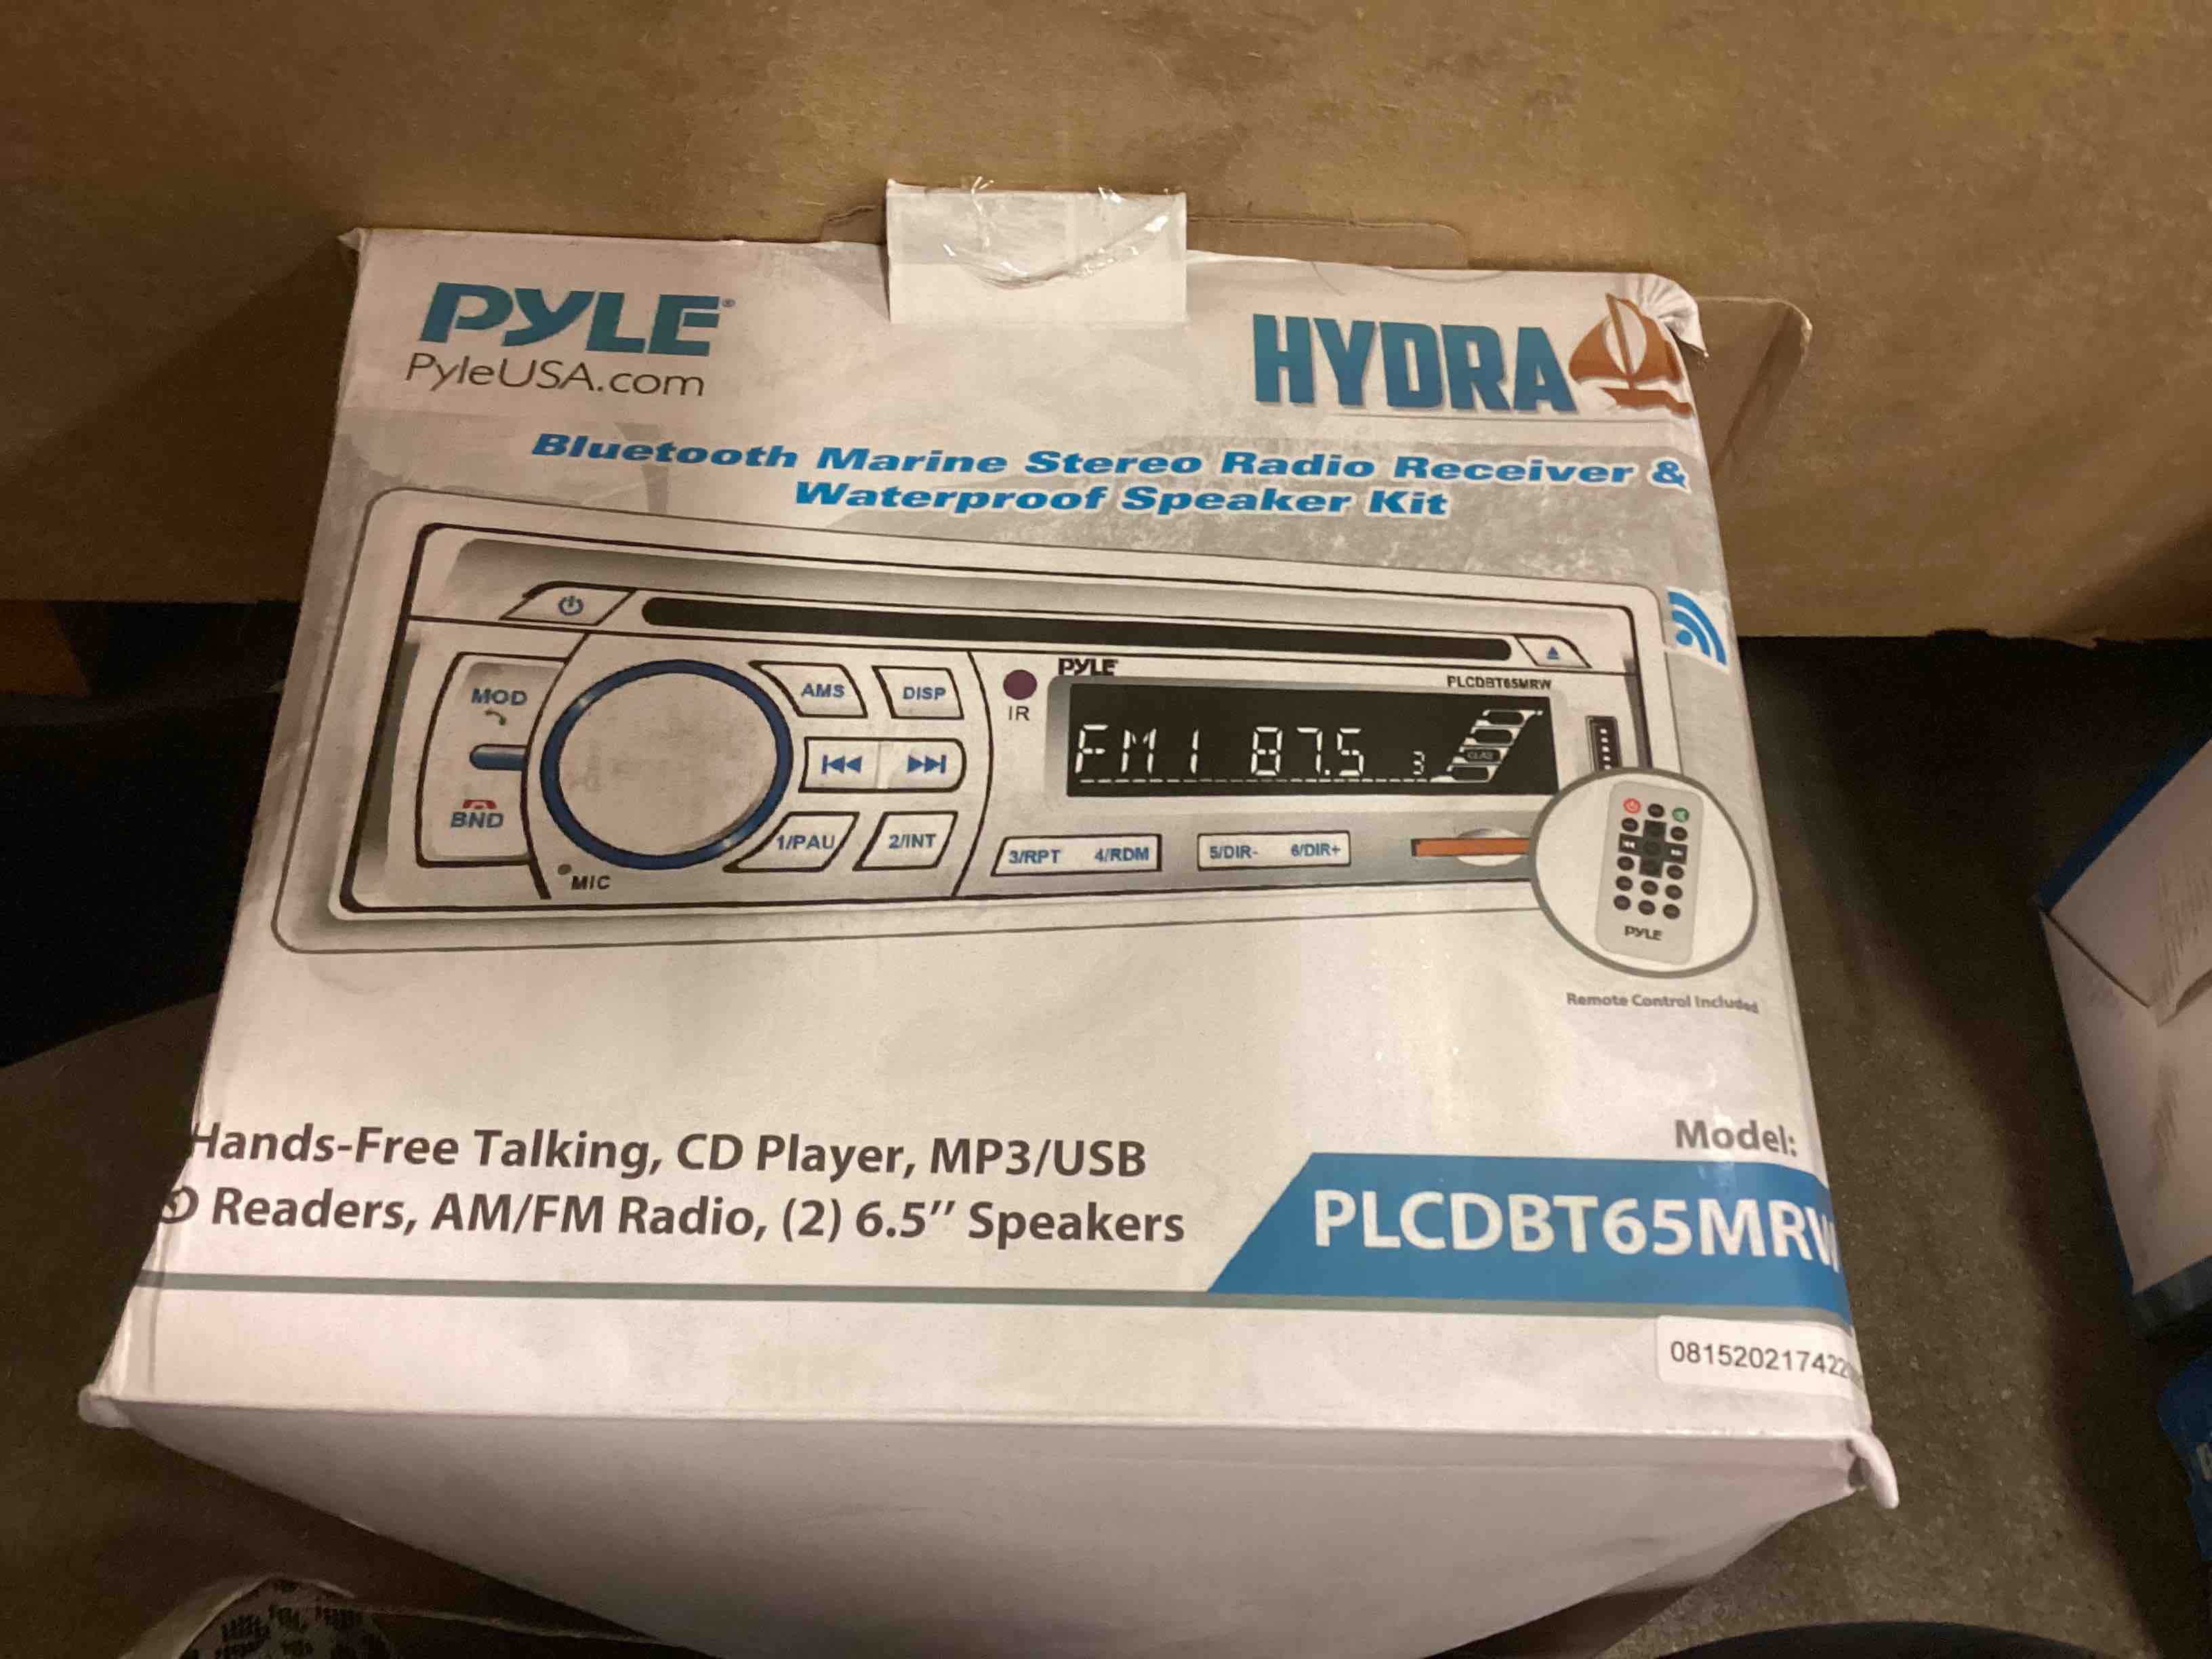 PYLE®
PyleUSA.com
HYDRA
Bluetooth Marine Stereo Radio Receiver &
Waterproof Speaker Kit
PYLE
PLCDBT65MRW
MOD
AMS
DISP
IR
FM1 87.5 3
BND
1/PAU
2/INT
3/RPT 4/RDM
5/DIR- 6/DIR+
MIC
PYLE
Remote Control Included
Hands-Free Talking, CD Player, MP3/USB
Readers, AM/FM Radio, (2) 6.5” Speakers
Model:
PLCDBT65MRW